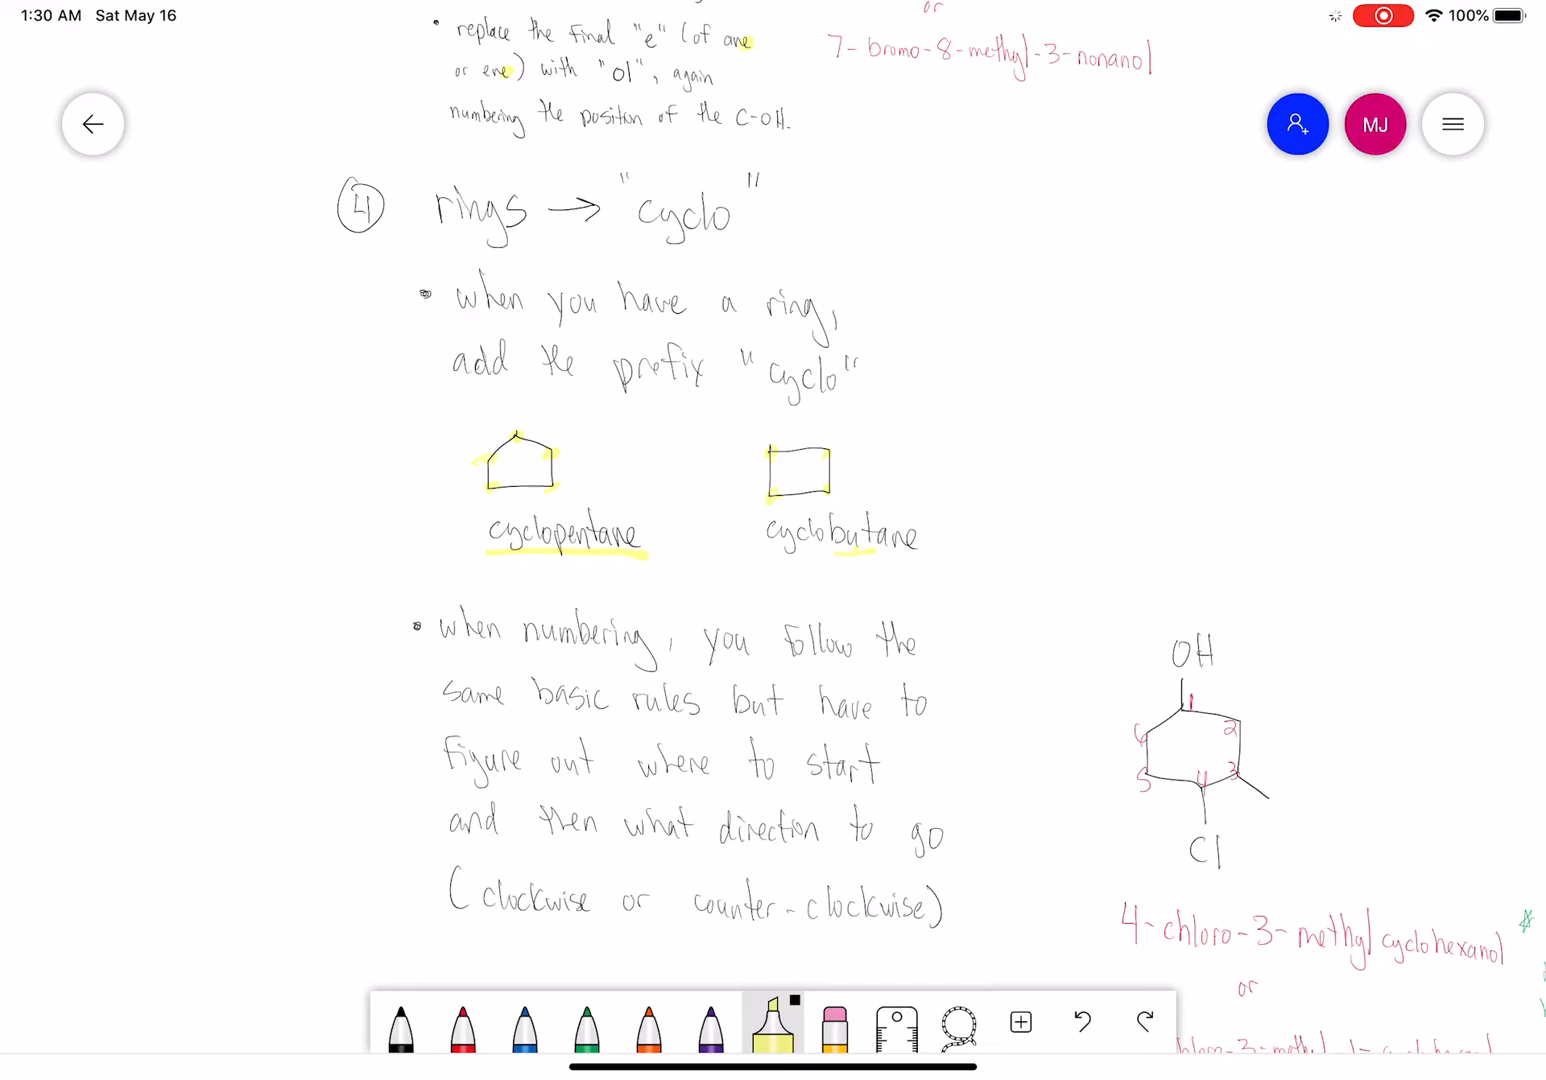 1:30 AM Sat May 16
100%
or
• replace the final "e" (of ane
or ene) with "ol", again
numbering the position of the C-OH.
7-bromo-8-methyl-3-nonanol
MJ
4 rings → "cyclo"
• when you have a ring,
add the prefix "cyclo"
cyclopentane
cyclobutane
• when numbering, you follow the
same basic rules but have to
figure out where to start
and then what direction to go
(clockwise or counter-clockwise)
OH
1
6
2
5
4
3
Cl
4-chloro-3-methylcyclohexanol
or